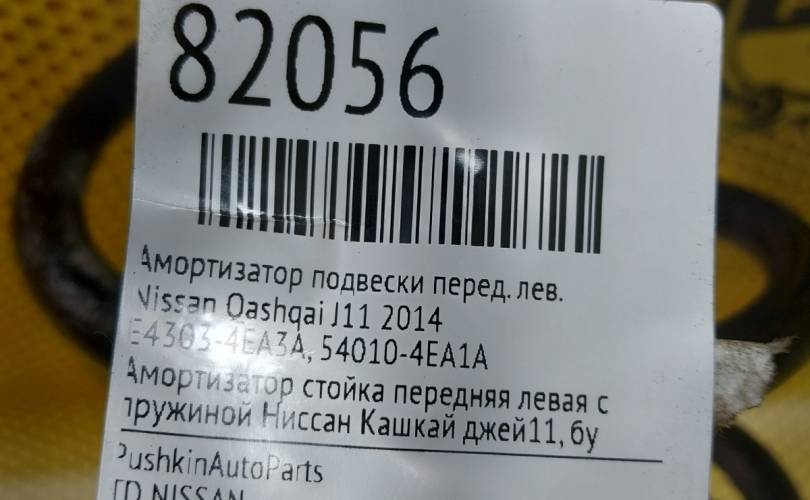 82056
Амортизатор подвески перед. лев.
Nissan Qashqai J11 2014
E4303-4EA3A, 54010-4EA1A
Амортизатор стойка передняя левая с
пружиной Ниссан Кашкай джей11, бу
PushkinAutoParts
NISSAN